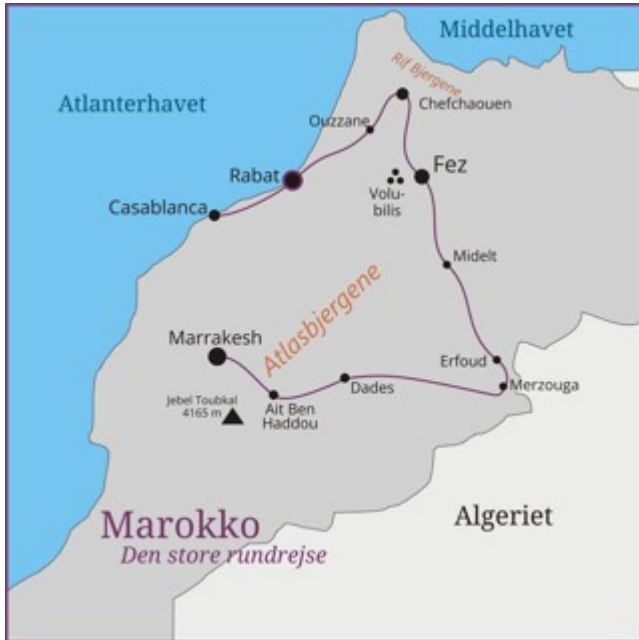 Middelhavet
Atlanterhavet
Rif Bjergene
Chefchaouen
Ouzzane
Rabat
Fez
Volu-
bilis
Casablanca
Midelt
Atlasbjergene
Marrakesh
Erfoud
Merzouga
Dades
Jebel Toubkal
4165 m
Ait Ben
Haddou
Marokko
Den store rundrejse
Algeriet